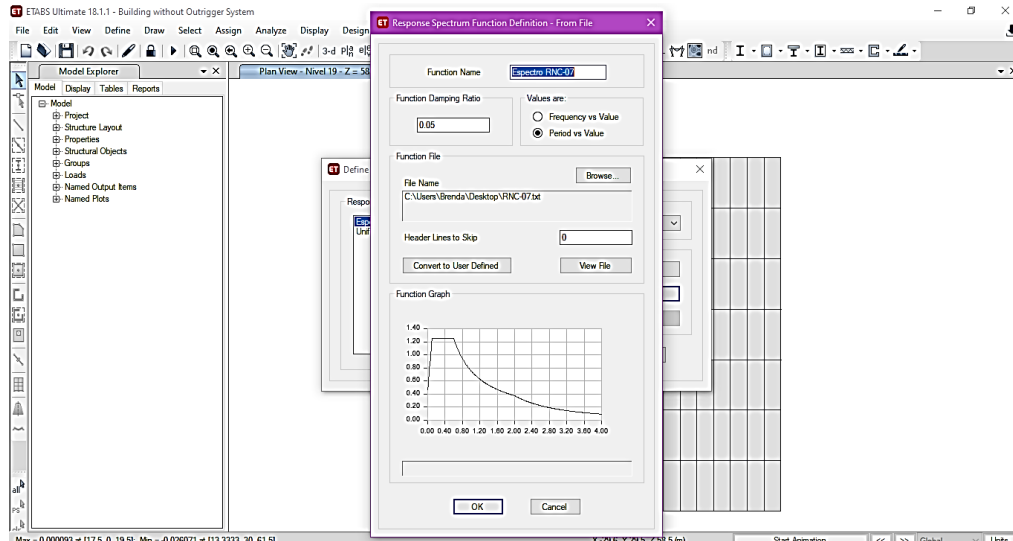 ETABS Ultimate 18.1.1 - Building without Outrigger System
File Edit View Define Draw Select Assign Analyze Display Design
3-d nd
Model Explorer
Plan View - Nivel.19 - Z = 58
Model Display Tables Reports
Model
Project
Structure Layout
Properties
Structural Objects
Groups
Loads
Named Output Items
Named Plots
all
Define
Respo
Esp
Unif
Response Spectrum Function Definition - From File
Function Name
Espectro RNC-07
Function Damping Ratio
0.05
Values are:
Frequency vs Value
Period vs Value
Function File
Browse...
File Name
C:\Users\Brenda\Desktop\RNC-07.txt
Header Lines to Skip
0
Convert to User Defined
View File
Function Graph
1.40
1.20
1.00
0.80
0.60
0.40
0.20
0.00
0.00 0.40 0.80 1.20 1.60 2.00 2.40 2.80 3.20 3.60 4.00
OK
Cancel
Start Animation
<< >>
Global
Units